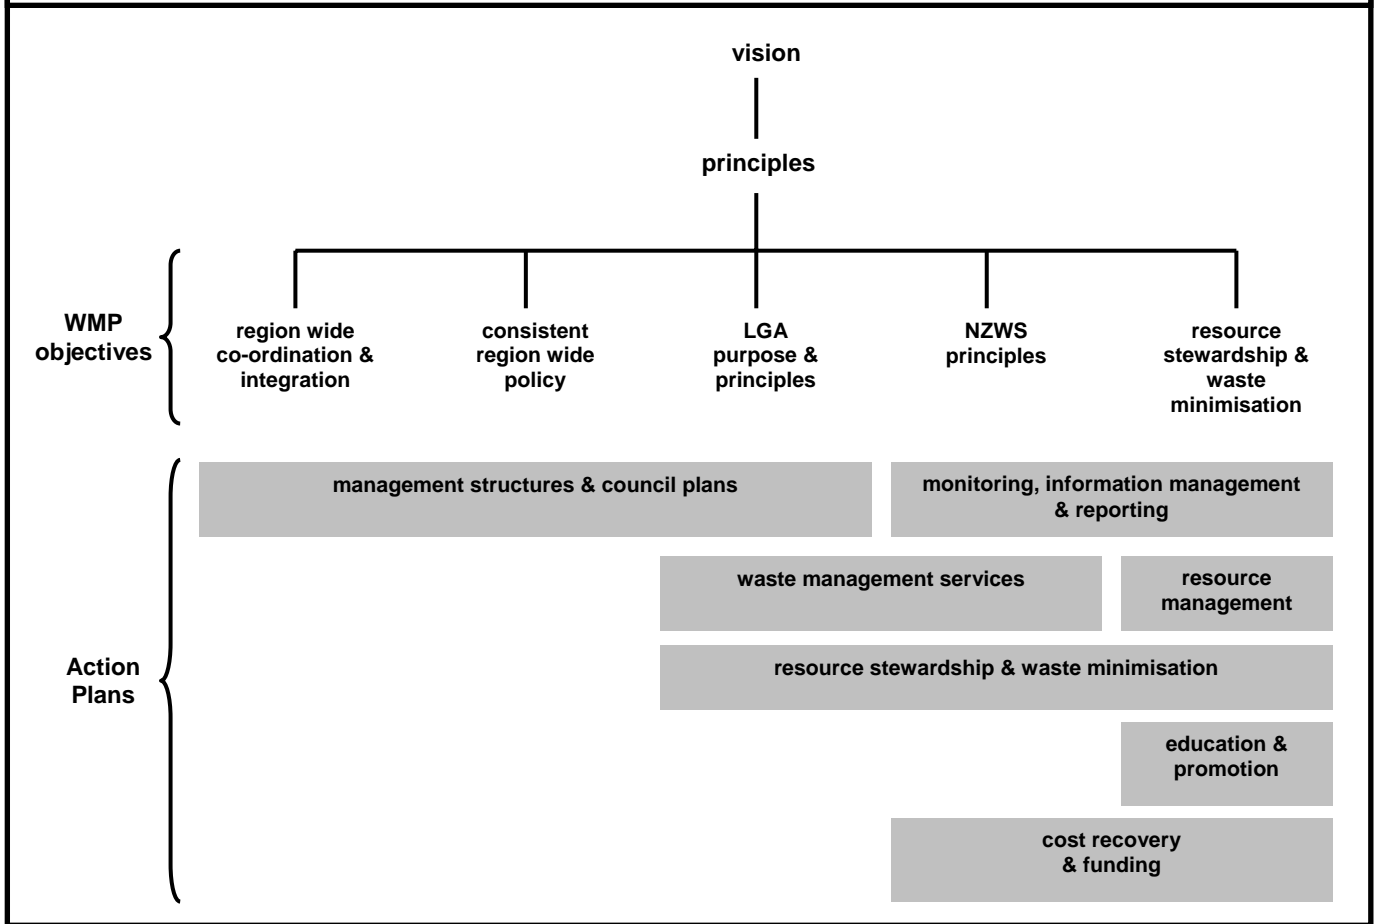 vision
principles
WMP
objectives
region wide
co-ordination &
integration
consistent
region wide
policy
LGA
purpose &
principles
NZWS
principles
resource
stewardship &
waste
minimisation
Action
Plans
management structures & council plans
monitoring, information management
& reporting
waste management services
resource
management
resource stewardship & waste minimisation
education &
promotion
cost recovery
& funding